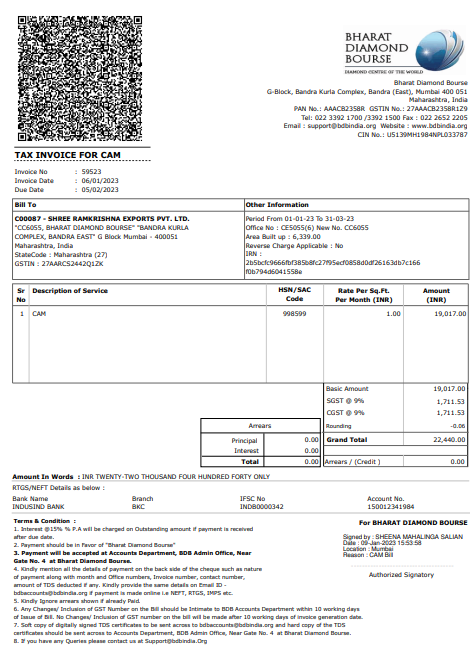 BHARAT
DIAMOND
BOURSE
DIAMOND CENTRE OF THE WORLD
Bharat Diamond Bourse
G-Block, Bandra Kurla Complex, Bandra (East), Mumbai 400 051
Maharashtra, India
PAN No.: AAACB2358R GSTIN No.: 27AAACB2358R1Z9
Tel: 022 3392 1700 /3392 1500 Fax : 022 2652 2205
Email : support@bdbindia.org Website : www.bdbindia.org
CIN No.: U5139MH1984NPL033787
TAX INVOICE FOR CAM
Invoice No : 59523
Invoice Date : 06/01/2023
Due Date : 05/02/2023
Bill To
C00087 - SHREE RAMKRISHNA EXPORTS PVT. LTD.
"CC6055, BHARAT DIAMOND BOURSE" "BANDRA KURLA
COMPLEX, BANDRA EAST" G Block Mumbai - 400051
Maharashtra, India
StateCode : Maharashtra (27)
GSTIN : 27AARCS2442Q1ZK
Other Information
Period From 01-01-23 To 31-03-23
Office No : CE5055(6) New No. CC6055
Area Built up : 6,339.00
Reverse Charge Applicable : No
IRN :
2b5bcfc9666fbf385b8fc27f95ecf0858d0df26163db7c166
f0b794d6041558e
Sr No Description of Service HSN/SAC Code Rate Per Sq.Ft. Per Month (INR) Amount (INR)
1 CAM 998599 1.00 19,017.00
Basic Amount 19,017.00
SGST @ 9% 1,711.53
CGST @ 9% 1,711.53
Rounding -0.06
Grand Total 22,440.00
Arrears / (Credit ) 0.00
Arrears
Principal 0.00
Interest 0.00
Total 0.00
Amount In Words : INR TWENTY-TWO THOUSAND FOUR HUNDRED FORTY ONLY
RTGS/NEFT Details as below :
Bank Name Branch IFSC No Account No.
INDUSIND BANK BKC INDB0000342 150012341984
Terms & Condition :
1. Interest @15% % P.A will be charged on Outstanding amount if payment is received
after due date.
2. Payment should be in Favor of "Bharat Diamond Bourse"
3. Payment will be accepted at Accounts Department, BDB Admin Office, Near
Gate No. 4 at Bharat Diamond Bourse.
4. Kindly mention all the details of payment on the back side of the cheque such as nature
of payment along with month and Office numbers, Invoice number, contact number,
amount of TDS deducted if any. Kindly provide the same details on Email ID -
bdbaccounts@bdbindia.org if payment is made online i.e NEFT, RTGS, IMPS etc.
5. Kindly Ignore arrears shown if already Paid.
6. Any Changes/ Inclusion of GST Number on the Bill should be Intimate to BDB Accounts Department within 10 working days
of Issue of Bill. No Changes/ Inclusion of GST number on the bill will be made after 10 working days of invoice generation date.
7. Soft copy of digitally signed TDS certificates to be sent across to bdbaccounts@bdbindia.org and hard copy of the TDS
certificates should be sent across to Accounts Department, BDB Admin Office, Near Gate No. 4 at Bharat Diamond Bourse.
8. If you have any Queries please contact us at Support@bdbindia.Org
For BHARAT DIAMOND BOURSE
Signed by : SHEENA MAHALINGA SALIAN
Date : 09-Jan-2023 15:53:58
Location : Mumbai
Reason : CAM Bill
Authorized Signatory